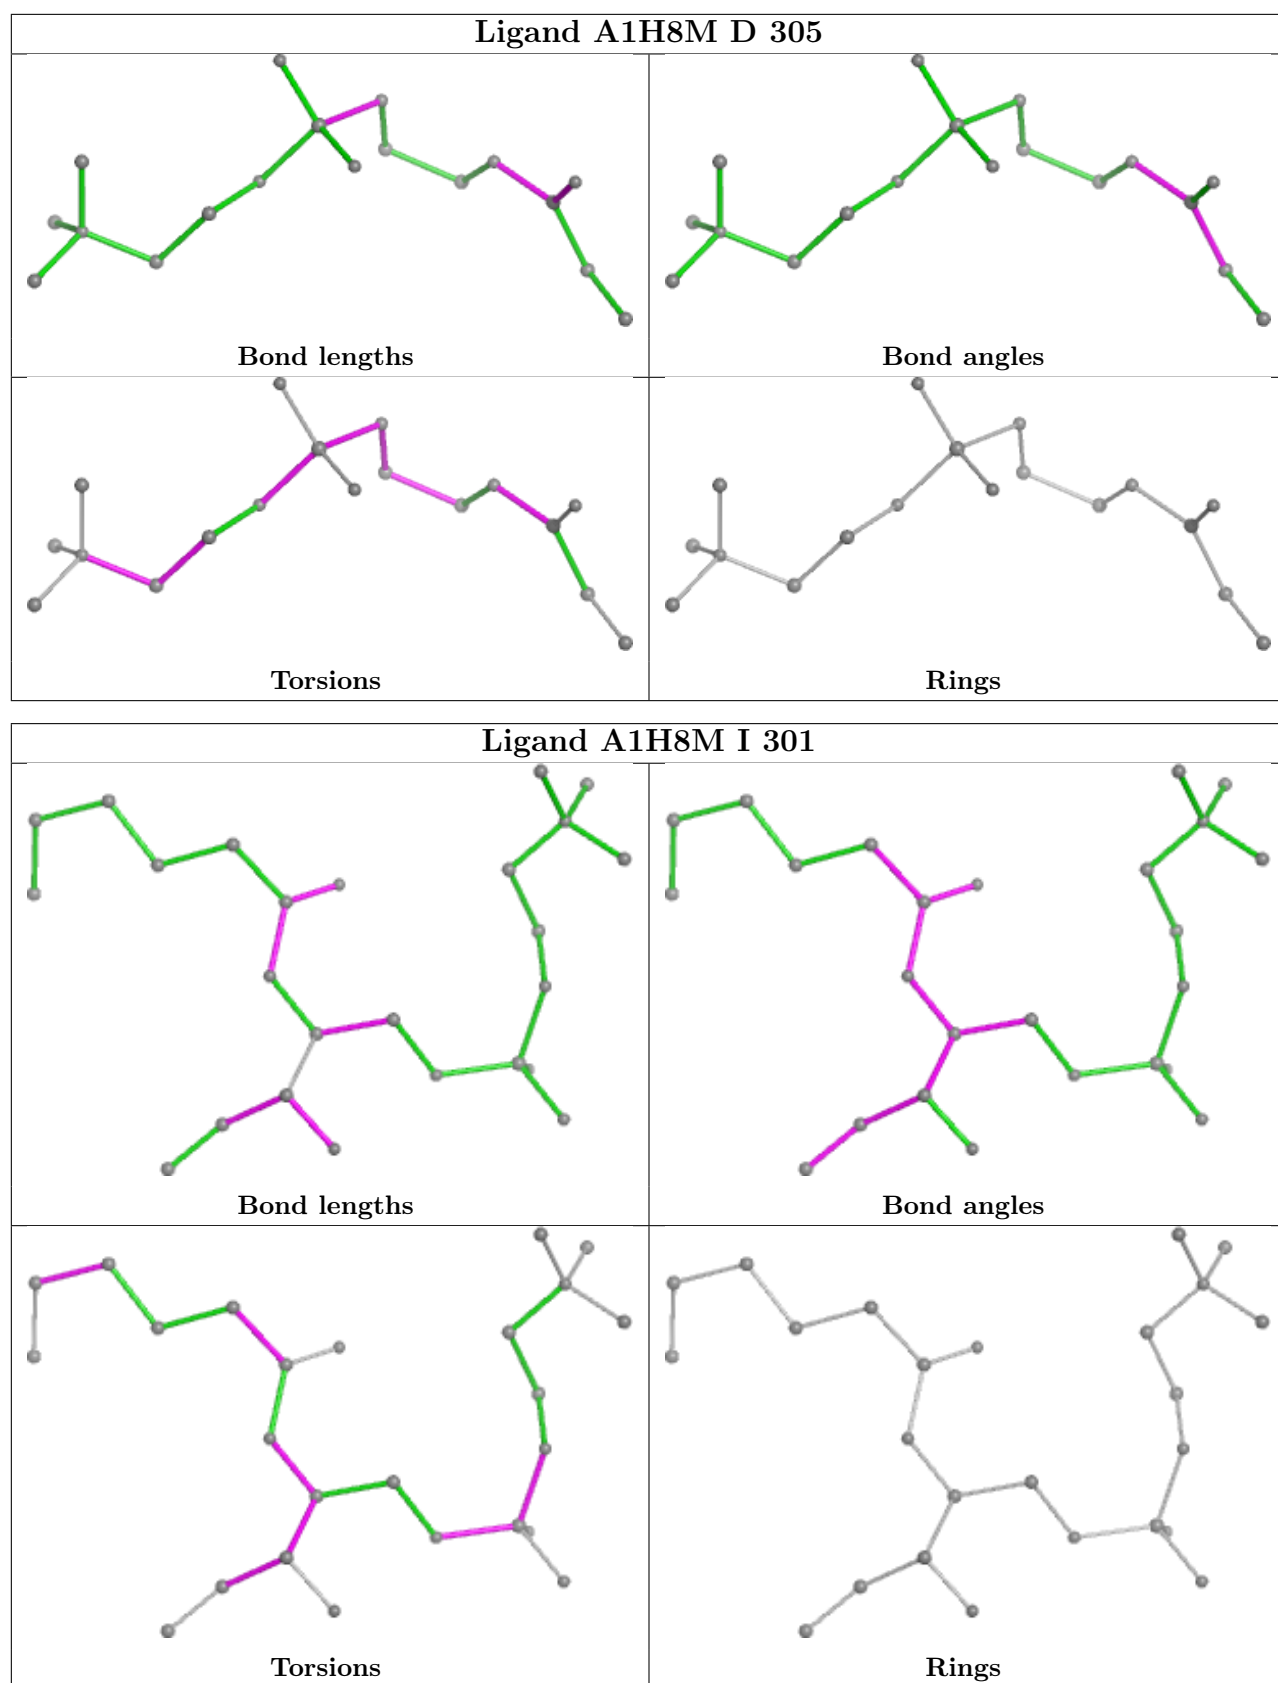 Ligand A1H8M D 305
Bond lengths
Bond angles
Torsions
Rings
Ligand A1H8M I 301
Bond lengths
Bond angles
Torsions
Rings